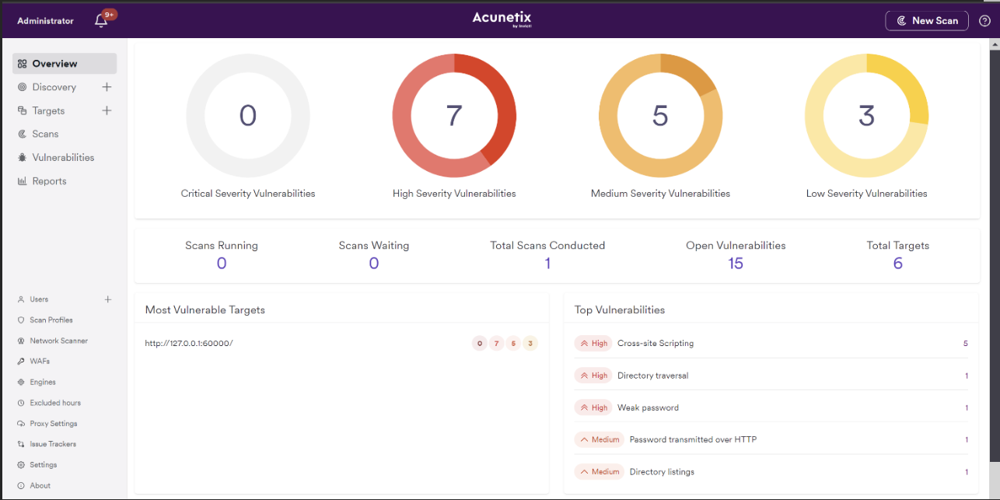 Administrator
9+
Acunetix
by Invicti
New Scan
Overview
Discovery
Targets
Scans
Vulnerabilities
Reports
Users
Scan Profiles
Network Scanner
WAFs
Engines
Excluded hours
Proxy Settings
Issue Trackers
Settings
About
0
7
5
3
Critical Severity Vulnerabilities
High Severity Vulnerabilities
Medium Severity Vulnerabilities
Low Severity Vulnerabilities
Scans Running
0
Scans Waiting
0
Total Scans Conducted
1
Open Vulnerabilities
15
Total Targets
6
Most Vulnerable Targets
http://127.0.0.1:60000/ 0 7 5 3
Top Vulnerabilities
High Cross-site Scripting 5
High Directory traversal 1
High Weak password 1
Medium Password transmitted over HTTP 1
Medium Directory listings 1